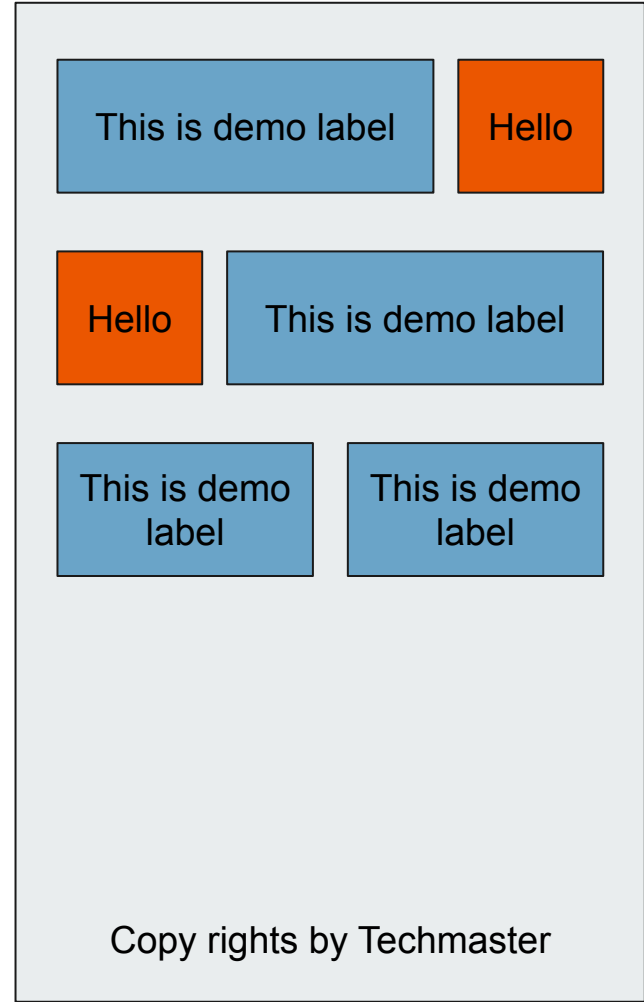 This is demo label
Hello
Hello
This is demo label
This is demo
label
This is demo
label
Copy rights by Techmaster